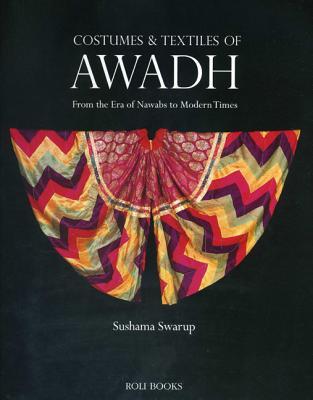 COSTUMES & TEXTILES OF
AWADH
From the Era of Nawabs to Modern Times
Sushama Swarup
ROLI BOOKS